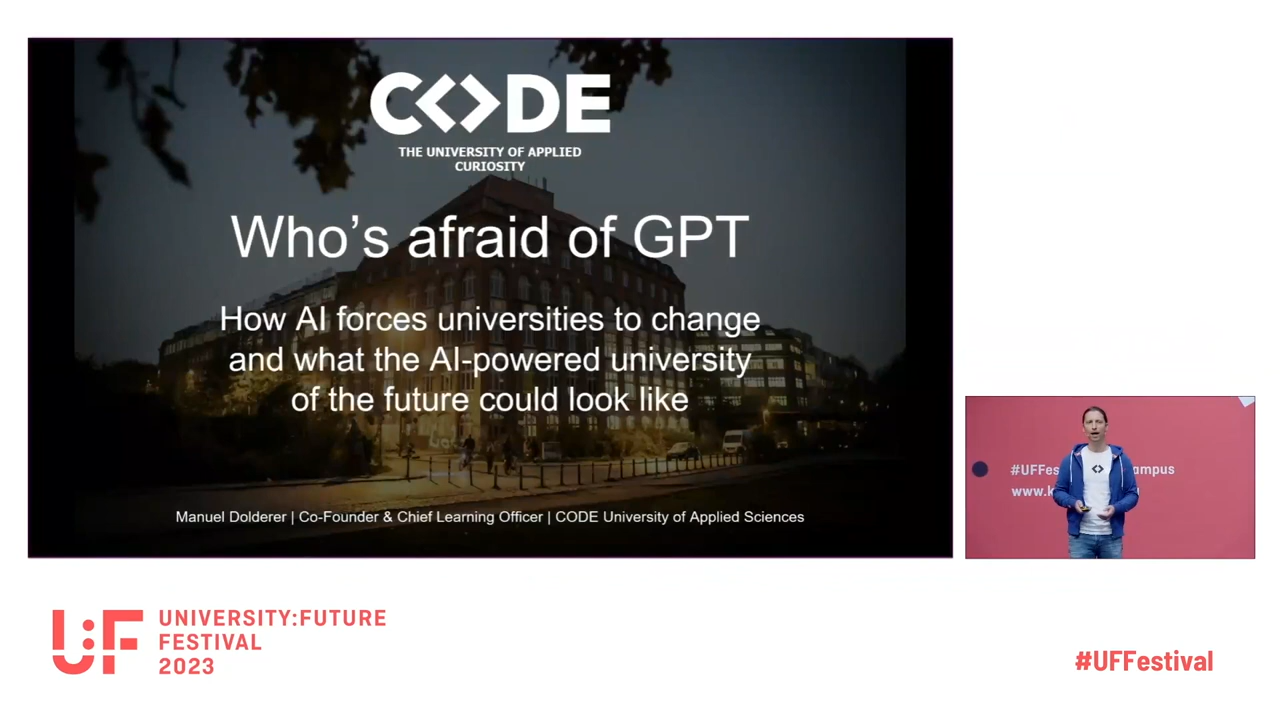 CODE
THE UNIVERSITY OF APPLIED
CURIOSITY
Who's afraid of GPT
How AI forces universities to change
and what the AI-powered university
of the future could look like
Manuel Dolderer | Co-Founder & Chief Learning Officer | CODE University of Applied Sciences
#UFFes
ampus
www.k
U:F
UNIVERSITY:FUTURE
FESTIVAL
2023
#UFFestival